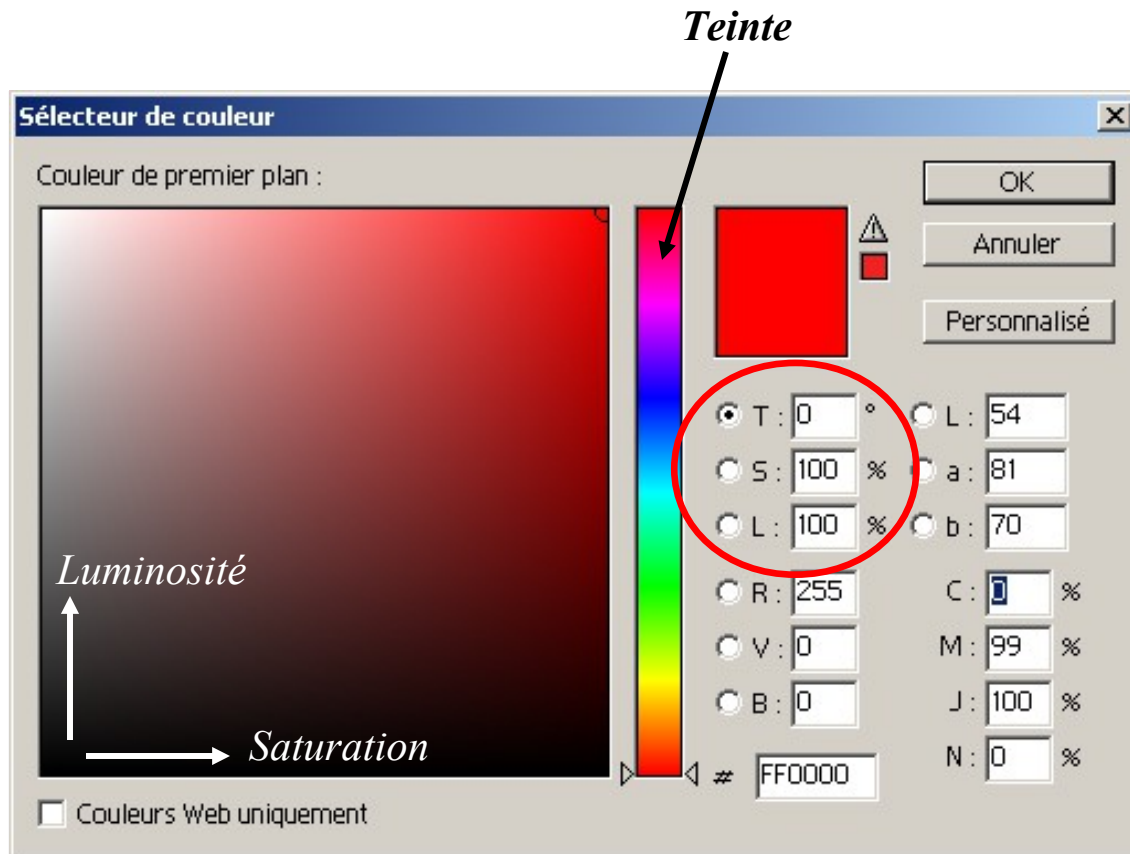 Teinte
Sélecteur de couleur
Couleur de premier plan :
OK
Annuler
Personnalisé
T : 0 °
L : 54
S : 100 %
a : 81
L : 100 %
b : 70
R : 255
C : 0 %
V : 0
M : 99 %
B : 0
J : 100 %
# FF0000
N : 0 %
Luminosité
Saturation
Couleurs Web uniquement